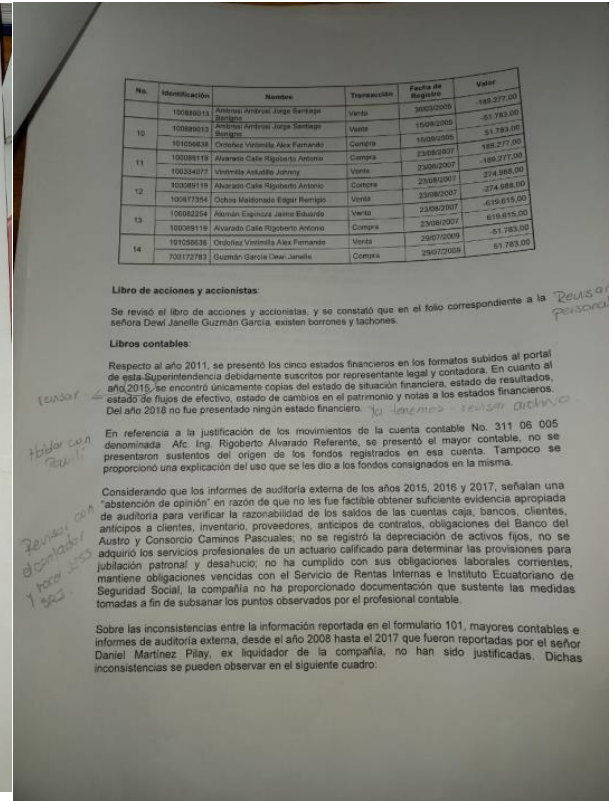 No. Identificación Nombre Transacción Fecha de Registro Valor
100889013 Ambrosi Ambrosi Jorge Santiago Benigno Venta 30/03/2009 -189.277,00
10 100889013 Ambrosi Ambrosi Jorge Santiago Benigno Venta 15/09/2009 -51.783,00
101056638 Ordoñez Vintimilla Alex Fernando Compra 15/09/2009 51.783,00
11 100089119 Alvarado Calle Rigoberto Antonio Compra 23/08/2007 189.277,00
100334077 Vintimilla Astudillo Johnny Venta 23/08/2007 -189.277,00
12 100089119 Alvarado Calle Rigoberto Antonio Compra 23/08/2007 274.988,00
100977354 Ochoa Maldonado Edgar Remigio Venta 23/08/2007 -274.988,00
13 100082254 Alemán Espinoza Jaime Eduardo Venta 23/08/2007 -619.615,00
100089119 Alvarado Calle Rigoberto Antonio Compra 23/08/2007 619.615,00
14 101056638 Ordoñez Vintimilla Alex Fernando Venta 29/07/2009 -51.783,00
703172783 Guzmán García Dewi Janelle Compra 29/07/2009 51.783,00
Libro de acciones y accionistas:
Se revisó el libro de acciones y accionistas, y se constató que en el folio correspondiente a la
señora Dewi Janelle Guzmán García, existen borrones y tachones.
Revisar
personal
Libros contables:
Respecto al año 2011, se presentó los cinco estados financieros en los formatos subidos al portal
de esta Superintendencia debidamente suscritos por representante legal y contadora. En cuanto al
año 2015, se encontró únicamente copias del estado de situación financiera, estado de resultados,
estado de flujos de efectivo, estado de cambios en el patrimonio y notas a los estados financieros.
Del año 2018 no fue presentado ningún estado financiero.
revisar
Ya tenemos - revisar archivo.
En referencia a la justificación de los movimientos de la cuenta contable No. 311 06 005
denominada Afc. Ing. Rigoberto Alvarado Referente, se presentó el mayor contable, no se
presentaron sustentos del origen de los fondos registrados en esa cuenta. Tampoco se
proporcionó una explicación del uso que se les dio a los fondos consignados en la misma.
con
Considerando que los informes de auditoría externa de los años 2015, 2016 y 2017, señalan una
"abstención de opinión" en razón de que no les fue factible obtener suficiente evidencia apropiada
de auditoría para verificar la razonabilidad de los saldos de las cuentas caja, bancos, clientes,
anticipos a clientes, inventario, proveedores, anticipos de contratos, obligaciones del Banco del
Austro y Consorcio Caminos Pascuales; no se registró la depreciación de activos fijos, no se
adquirió los servicios profesionales de un actuario calificado para determinar las provisiones para
jubilación patronal y desahucio; no ha cumplido con sus obligaciones laborales corrientes,
mantiene obligaciones vencidas con el Servicio de Rentas Internas e Instituto Ecuatoriano de
Seguridad Social, la compañía no ha proporcionado documentación que sustente las medidas
tomadas a fin de subsanar los puntos observados por el profesional contable.
Revisar con
el contador
SRI
Sobre las inconsistencias entre la información reportada en el formulario 101, mayores contables e
informes de auditoría externa, desde el año 2008 hasta el 2017 que fueron reportadas por el señor
Daniel Martínez Pilay, ex liquidador de la compañía, no han sido justificadas. Dichas
inconsistencias se pueden observar en el siguiente cuadro: